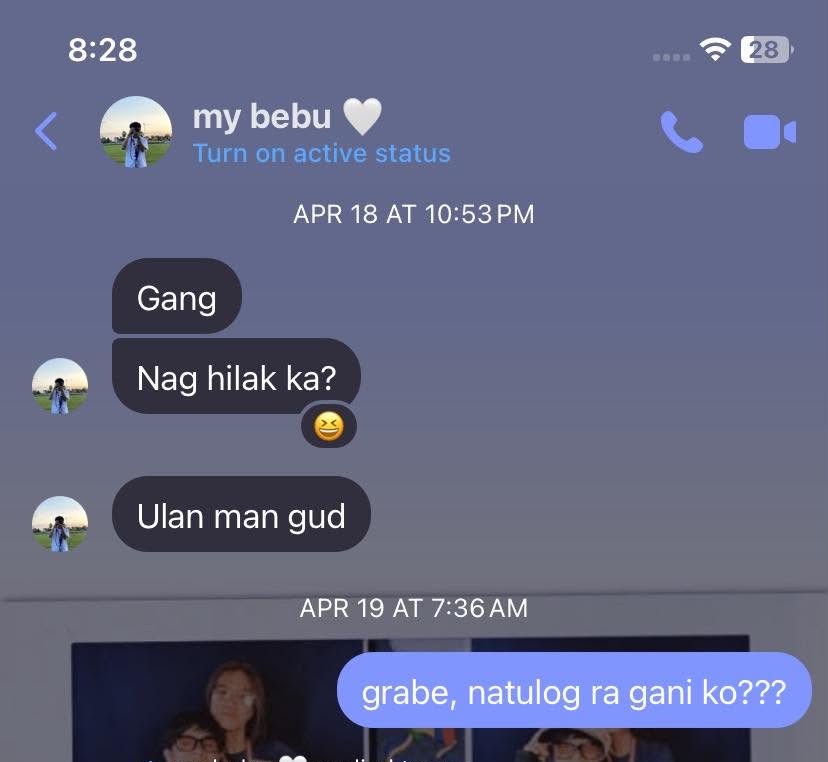 8:28
28
my bebu 🤍
Turn on active status
APR 18 AT 10:53 PM
Gang
Nag hilak ka?
Ulan man gud
APR 19 AT 7:36 AM
grabe, natulog ra gani ko???